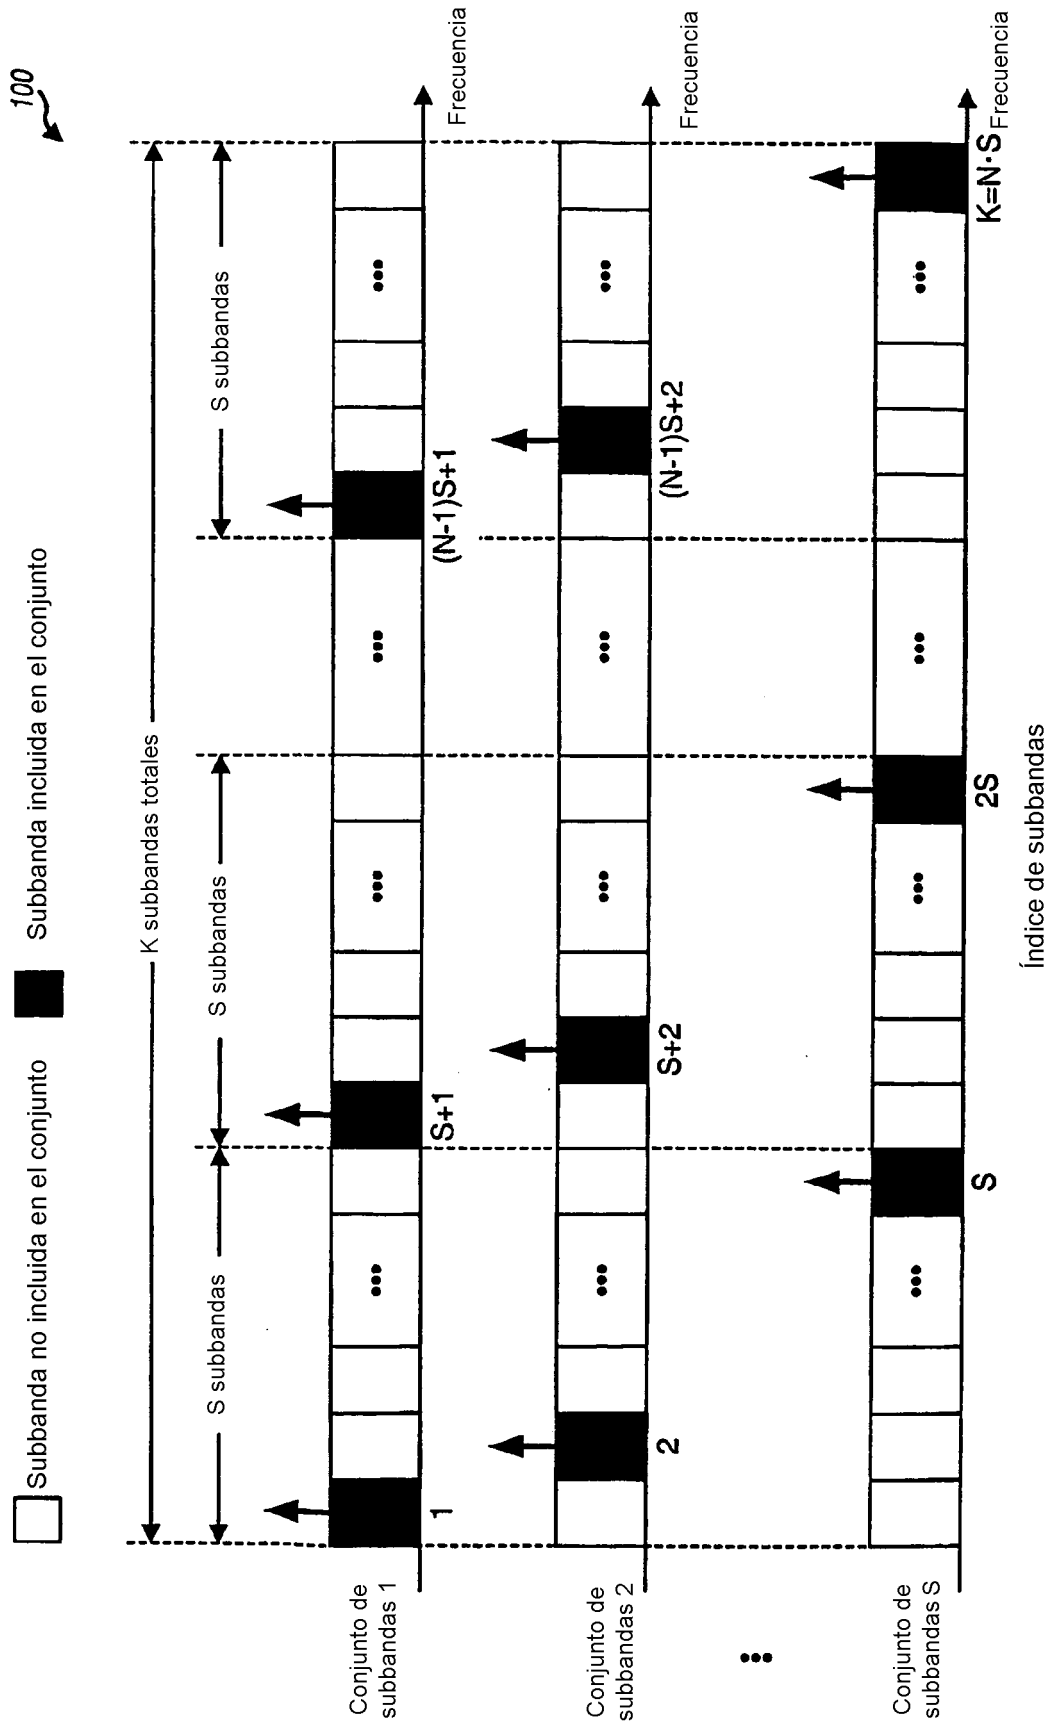 100
Subbanda no incluida en el conjunto
Subbanda incluida en el conjunto
K subbandas totales
S subbandas
S subbandas
S subbandas
Conjunto de
subbandas 1
1
S+1
(N-1)S+1
Frecuencia
Conjunto de
subbandas 2
2
S+2
(N-1)S+2
Frecuencia
Conjunto de
subbandas S
S
2S
K=N·S
Frecuencia
Índice de subbandas